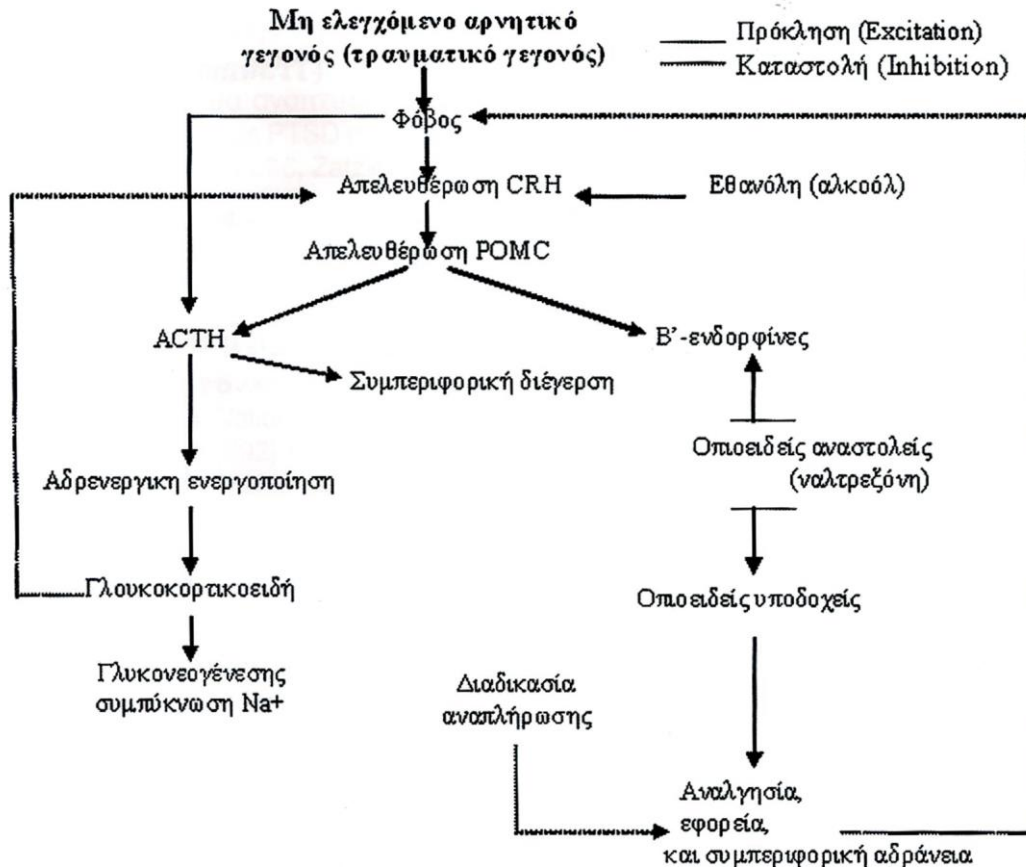 Μη ελεγχόμενο αρνητικό
γεγονός (τραυματικό γεγονός)
Πρόκληση (Excitation)
Καταστολή (Inhibition)
Φόβος
Απελευθέρωση CRH
Εθανόλη (αλκοόλ)
Απελευθέρωση POMC
ACTH
Β'-ενδορφίνες
Συμπεριφορική διέγερση
Οπιοειδείς αναστολείς
(ναλτρεξόνη)
Αδρενεργικη ενεργοποίηση
Γλουκοκορτικοειδή
Οπιοειδείς υποδοχείς
Γλυκονεογένεσης
συμπύκνωση Na+
Διαδικασία
αναπλήρωσης
Αναλγησία,
εφορεία,
και συμπεριφορική αδράνεια